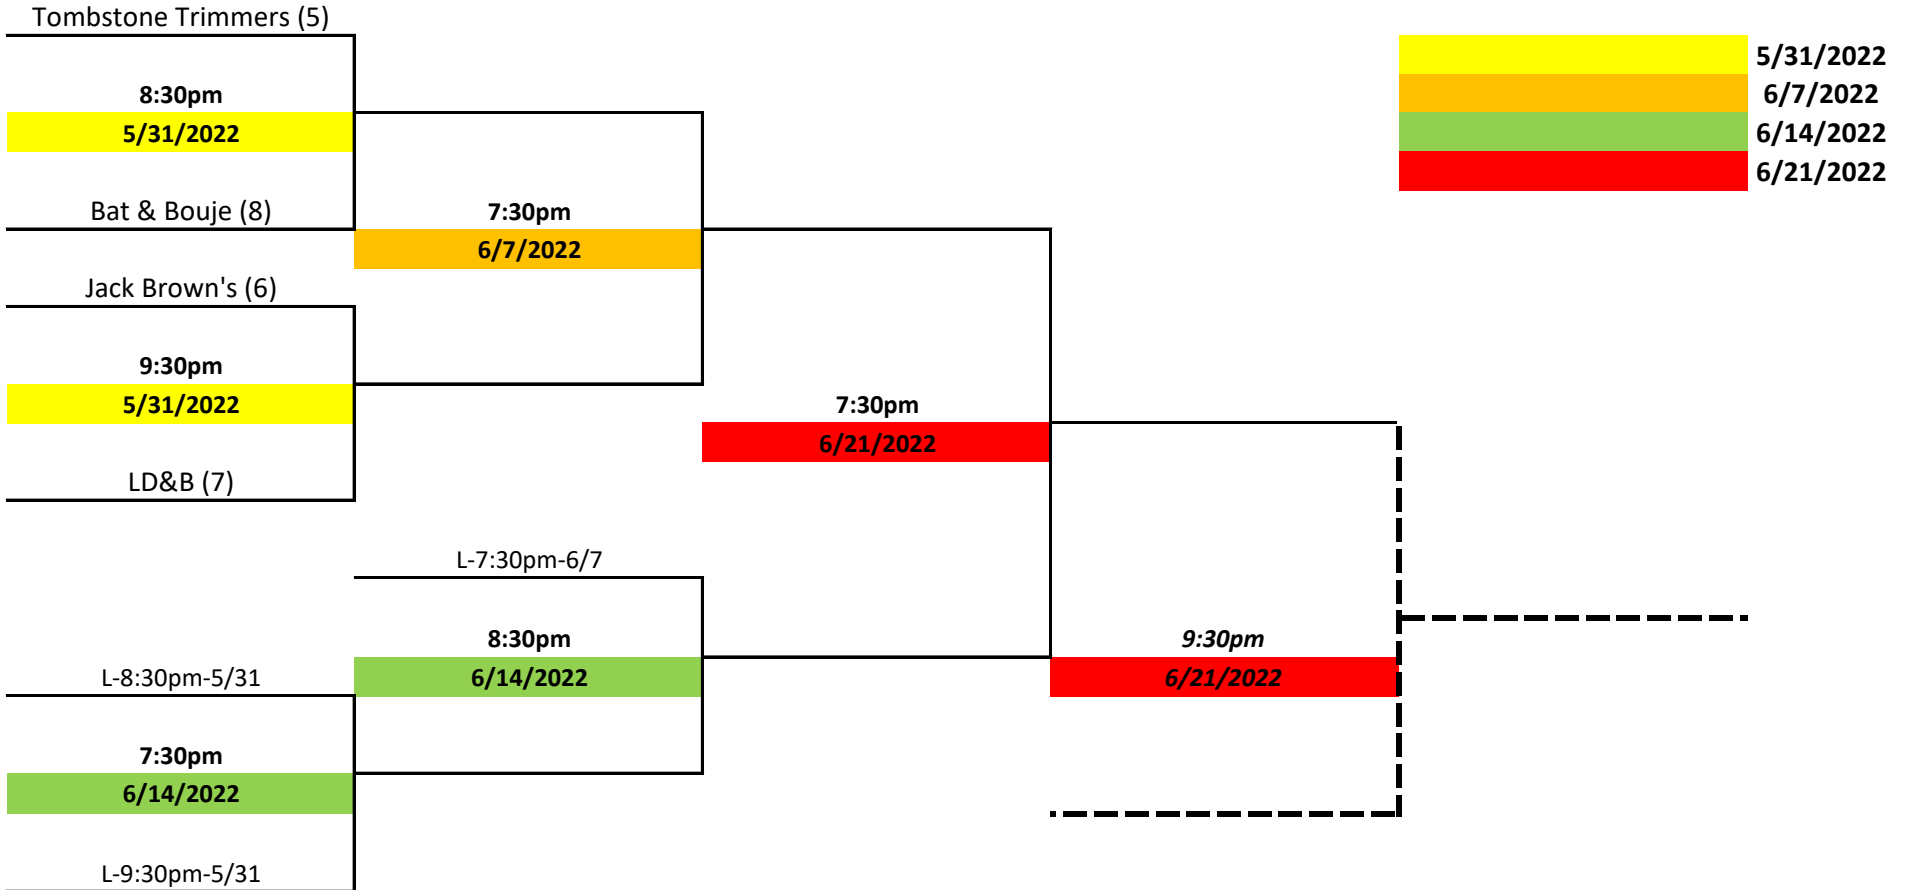 Tombstone Trimmers (5)
5/31/2022
8:30pm
6/7/2022
5/31/2022
6/14/2022
6/21/2022
Bat & Bouje (8)
7:30pm
6/7/2022
Jack Brown's (6)
9:30pm
5/31/2022
7:30pm
6/21/2022
LD&B (7)
L-7:30pm-6/7
8:30pm
9:30pm
L-8:30pm-5/31
6/14/2022
6/21/2022
7:30pm
6/14/2022
L-9:30pm-5/31